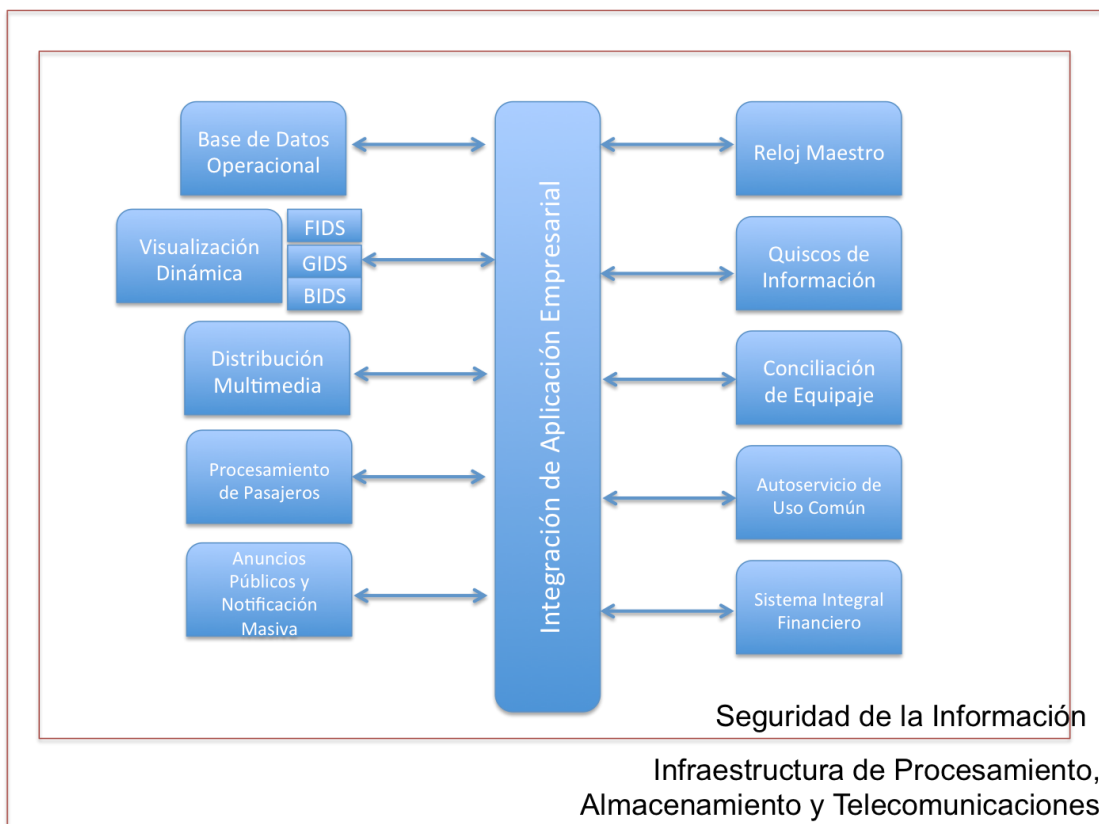 Base de Datos
Operacional
Visualización
Dinámica
FIDS
GIDS
BIDS
Distribución
Multimedia
Procesamiento
de Pasajeros
Anuncios
Públicos y
Notificación
Masiva
Integración de Aplicación Empresarial
Reloj Maestro
Quiscos de
Información
Conciliación
de Equipaje
Autoservicio de
Uso Común
Sistema Integral
Financiero
Seguridad de la Información
Infraestructura de Procesamiento,
Almacenamiento y Telecomunicaciones